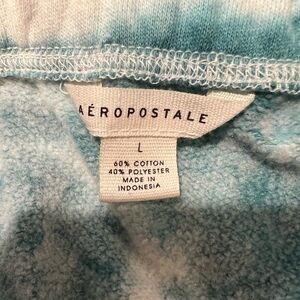 AÉROPOSTALE
L
60% COTTON
40% POLYESTER
MADE IN
INDONESIA